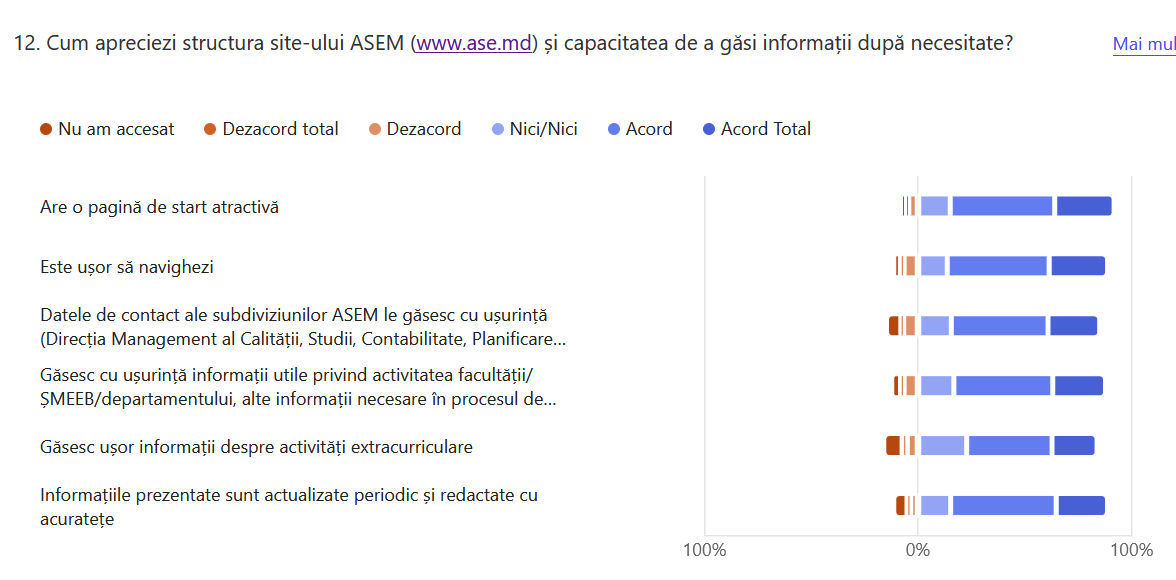 12. Cum apreciezi structura site-ului ASEM (www.ase.md) și capacitatea de a găsi informații după necesitate?
Mai mul
Nu am accesat
Dezacord total
Dezacord
Nici/Nici
Acord
Acord Total
Are o pagină de start atractivă
Este ușor să navighezi
Datele de contact ale subdiviziunilor ASEM le găsesc cu ușurință
(Direcția Management al Calității, Studii, Contabilitate, Planificare...
Găsesc cu ușurință informații utile privind activitatea facultății/
ȘMEEB/departamentului, alte informații necesare în procesul de...
Găsesc ușor informații despre activități extracurriculare
Informațiile prezentate sunt actualizate periodic și redactate cu
acuratețe
100%
0%
100%